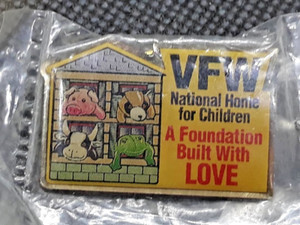 VFW
National Home
for Children
A Foundation
Built With
LOVE